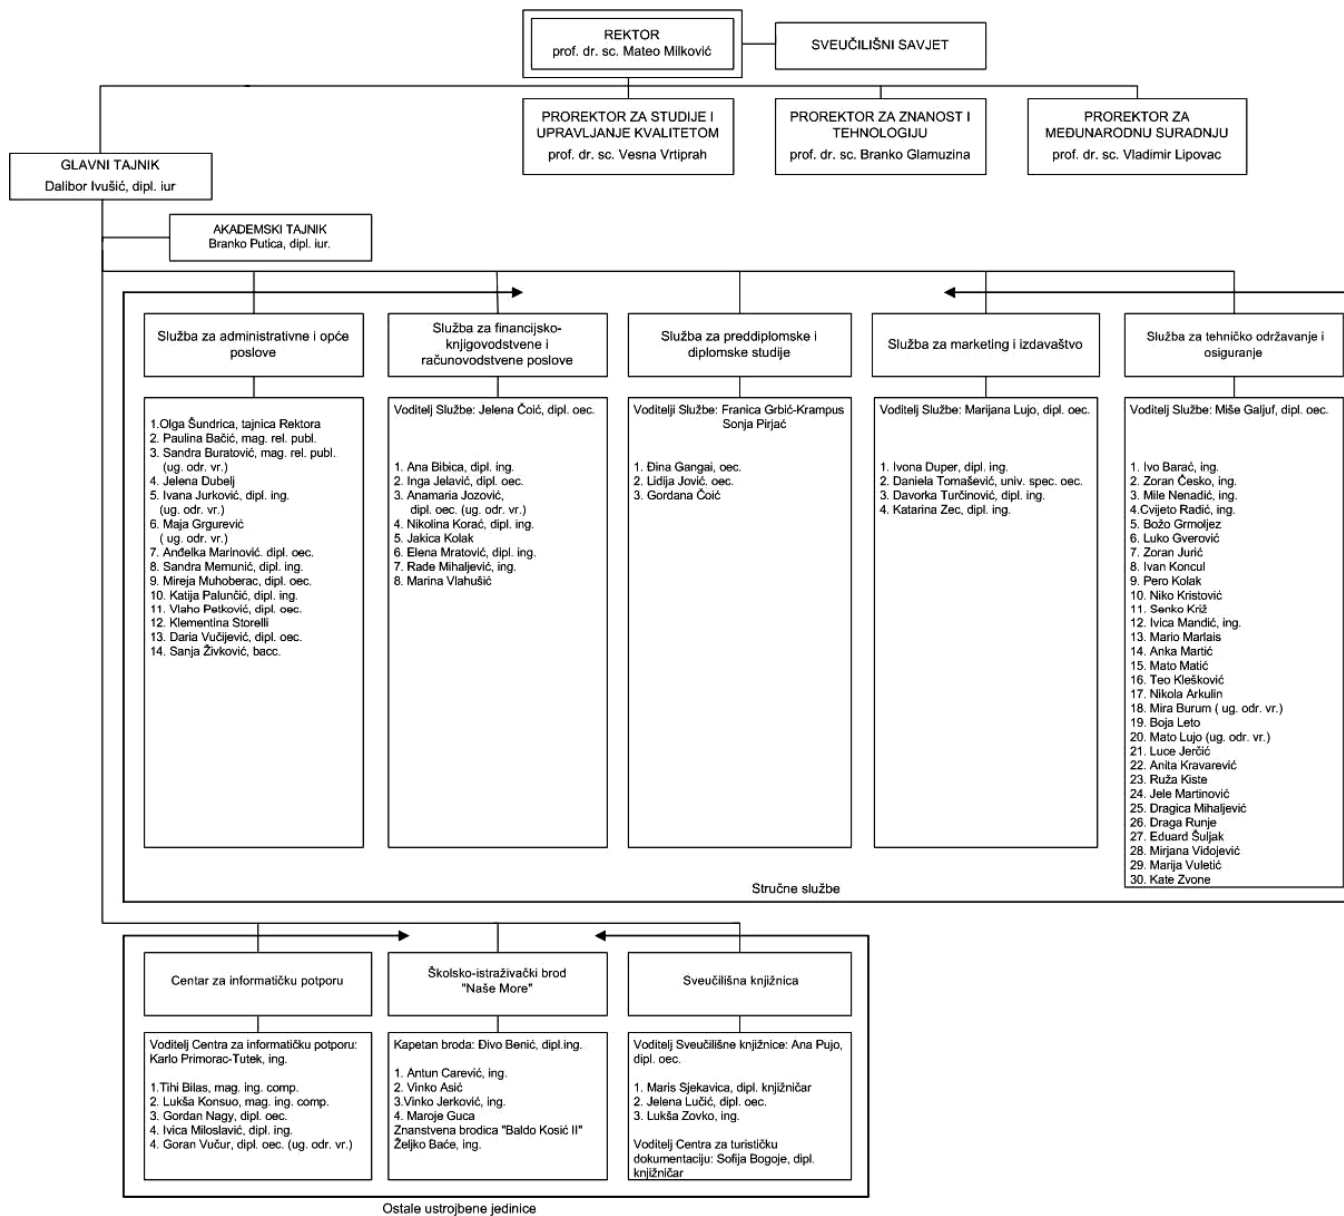 REKTOR
prof. dr. sc. Mateo Milković
SVEUČILIŠNI SAVJET
PROREKTOR ZA STUDIJE I
UPRAVLJANJE KVALITETOM
prof. dr. sc. Vesna Vrtiprah
PROREKTOR ZA ZNANOST I
TEHNOLOGIJU
prof. dr. sc. Branko Glamuzina
PROREKTOR ZA
MEĐUNARODNU SURADNJU
prof. dr. sc. Vladimir Lipovac
GLAVNI TAJNIK
Dalibor Ivušić, dipl. iur
AKADEMSKI TAJNIK
Branko Putica, dipl. iur.
Služba za administrativne i opće
poslove
1.Olga Šundrica, tajnica Rektora
2. Paulina Bačić, mag. rel. publ.
3. Sandra Buratović, mag. rel. publ.
(ug. odr. vr.)
4. Jelena Dubelj
5. Ivana Jurković, dipl. ing.
(ug. odr. vr.)
6. Maja Grgurević
( ug. odr. vr.)
7. Anđelka Marinović. dipl. oec.
8. Sandra Memunić, dipl. ing.
9. Mireja Muhoberac, dipl. oec.
10. Katija Palunčić, dipl. ing.
11. Vlaho Petković, dipl. oec.
12. Klementina Storelli
13. Daria Vučijević, dipl. oec.
14. Sanja Živković, bacc.
Služba za financijsko-
knjigovodstvene i
računovodstvene poslove
Voditelj Službe: Jelena Čoić, dipl. oec.
1. Ana Bibica, dipl. ing.
2. Inga Jelavić, dipl. oec.
3. Anamaria Jozović,
dipl. oec. (ug. odr. vr.)
4. Nikolina Korać, dipl. ing.
5. Jakica Kolak
6. Elena Mratović, dipl. ing.
7. Rade Mihaljević, ing.
8. Marina Vlahušić
Služba za preddiplomske i
diplomske studije
Voditelji Službe: Franica Grbić-Krampus
Sonja Pirjać
1. Đina Gangai, oec.
2. Lidija Jović. oec.
3. Gordana Čoić
Služba za marketing i izdavaštvo
Voditelj Službe: Marijana Lujo, dipl. oec.
1. Ivona Duper, dipl. ing.
2. Daniela Tomašević, univ. spec. oec.
3. Davorka Turčinović, dipl. ing.
4. Katarina Zec, dipl. ing.
Služba za tehničko održavanje i
osiguranje
Voditelj Službe: Miše Galjuf, dipl. oec.
1. Ivo Barać, ing.
2. Zoran Česko, ing.
3. Mile Nenadić, ing.
4.Cvijeto Radić, ing.
5. Božo Grmoljez
6. Luko Gverović
7. Zoran Jurić
8. Ivan Koncul
9. Pero Kolak
10. Niko Kristović
11. Senko Križ
12. Ivica Mandić, ing.
13. Mario Marlais
14. Anka Martić
15. Mato Matić
16. Teo Klešković
17. Nikola Arkulin
18. Mira Burum ( ug. odr. vr.)
19. Boja Leto
20. Mato Lujo (ug. odr. vr.)
21. Luce Jerčić
22. Anita Kravarević
23. Ruža Kiste
24. Jele Martinović
25. Dragica Mihaljević
26. Draga Runje
27. Eduard Šuljak
28. Mirjana Vidojević
29. Marija Vuletić
30. Kate Zvone
Stručne službe
Centar za informatičku potporu
Voditelj Centra za informatičku potporu:
Karlo Primorac-Tutek, ing.
1.Tihi Bilas, mag. ing. comp.
2. Lukša Konsuo, mag. ing. comp.
3. Gordan Nagy, dipl. oec.
4. Ivica Miloslavić, dipl. ing.
4. Goran Vučur, dipl. oec. (ug. odr. vr.)
Školsko-istraživački brod
"Naše More"
Kapetan broda: Đivo Benić, dipl.ing.
1. Antun Carević, ing.
2. Vinko Asić
3.Vinko Jerković, ing.
4. Maroje Guca
Znanstvena brodica "Baldo Kosić II"
Željko Baće, ing.
Sveučilišna knjižnica
Voditelj Sveučilišne knjižnice: Ana Pujo,
dipl. oec.
1. Maris Sjekavica, dipl. knjižničar
2. Jelena Lučić, dipl. oec.
3. Lukša Zovko, ing.
Voditelj Centra za turističku
dokumentaciju: Sofija Bogoje, dipl.
knjižničar
Ostale ustrojbene jedinice